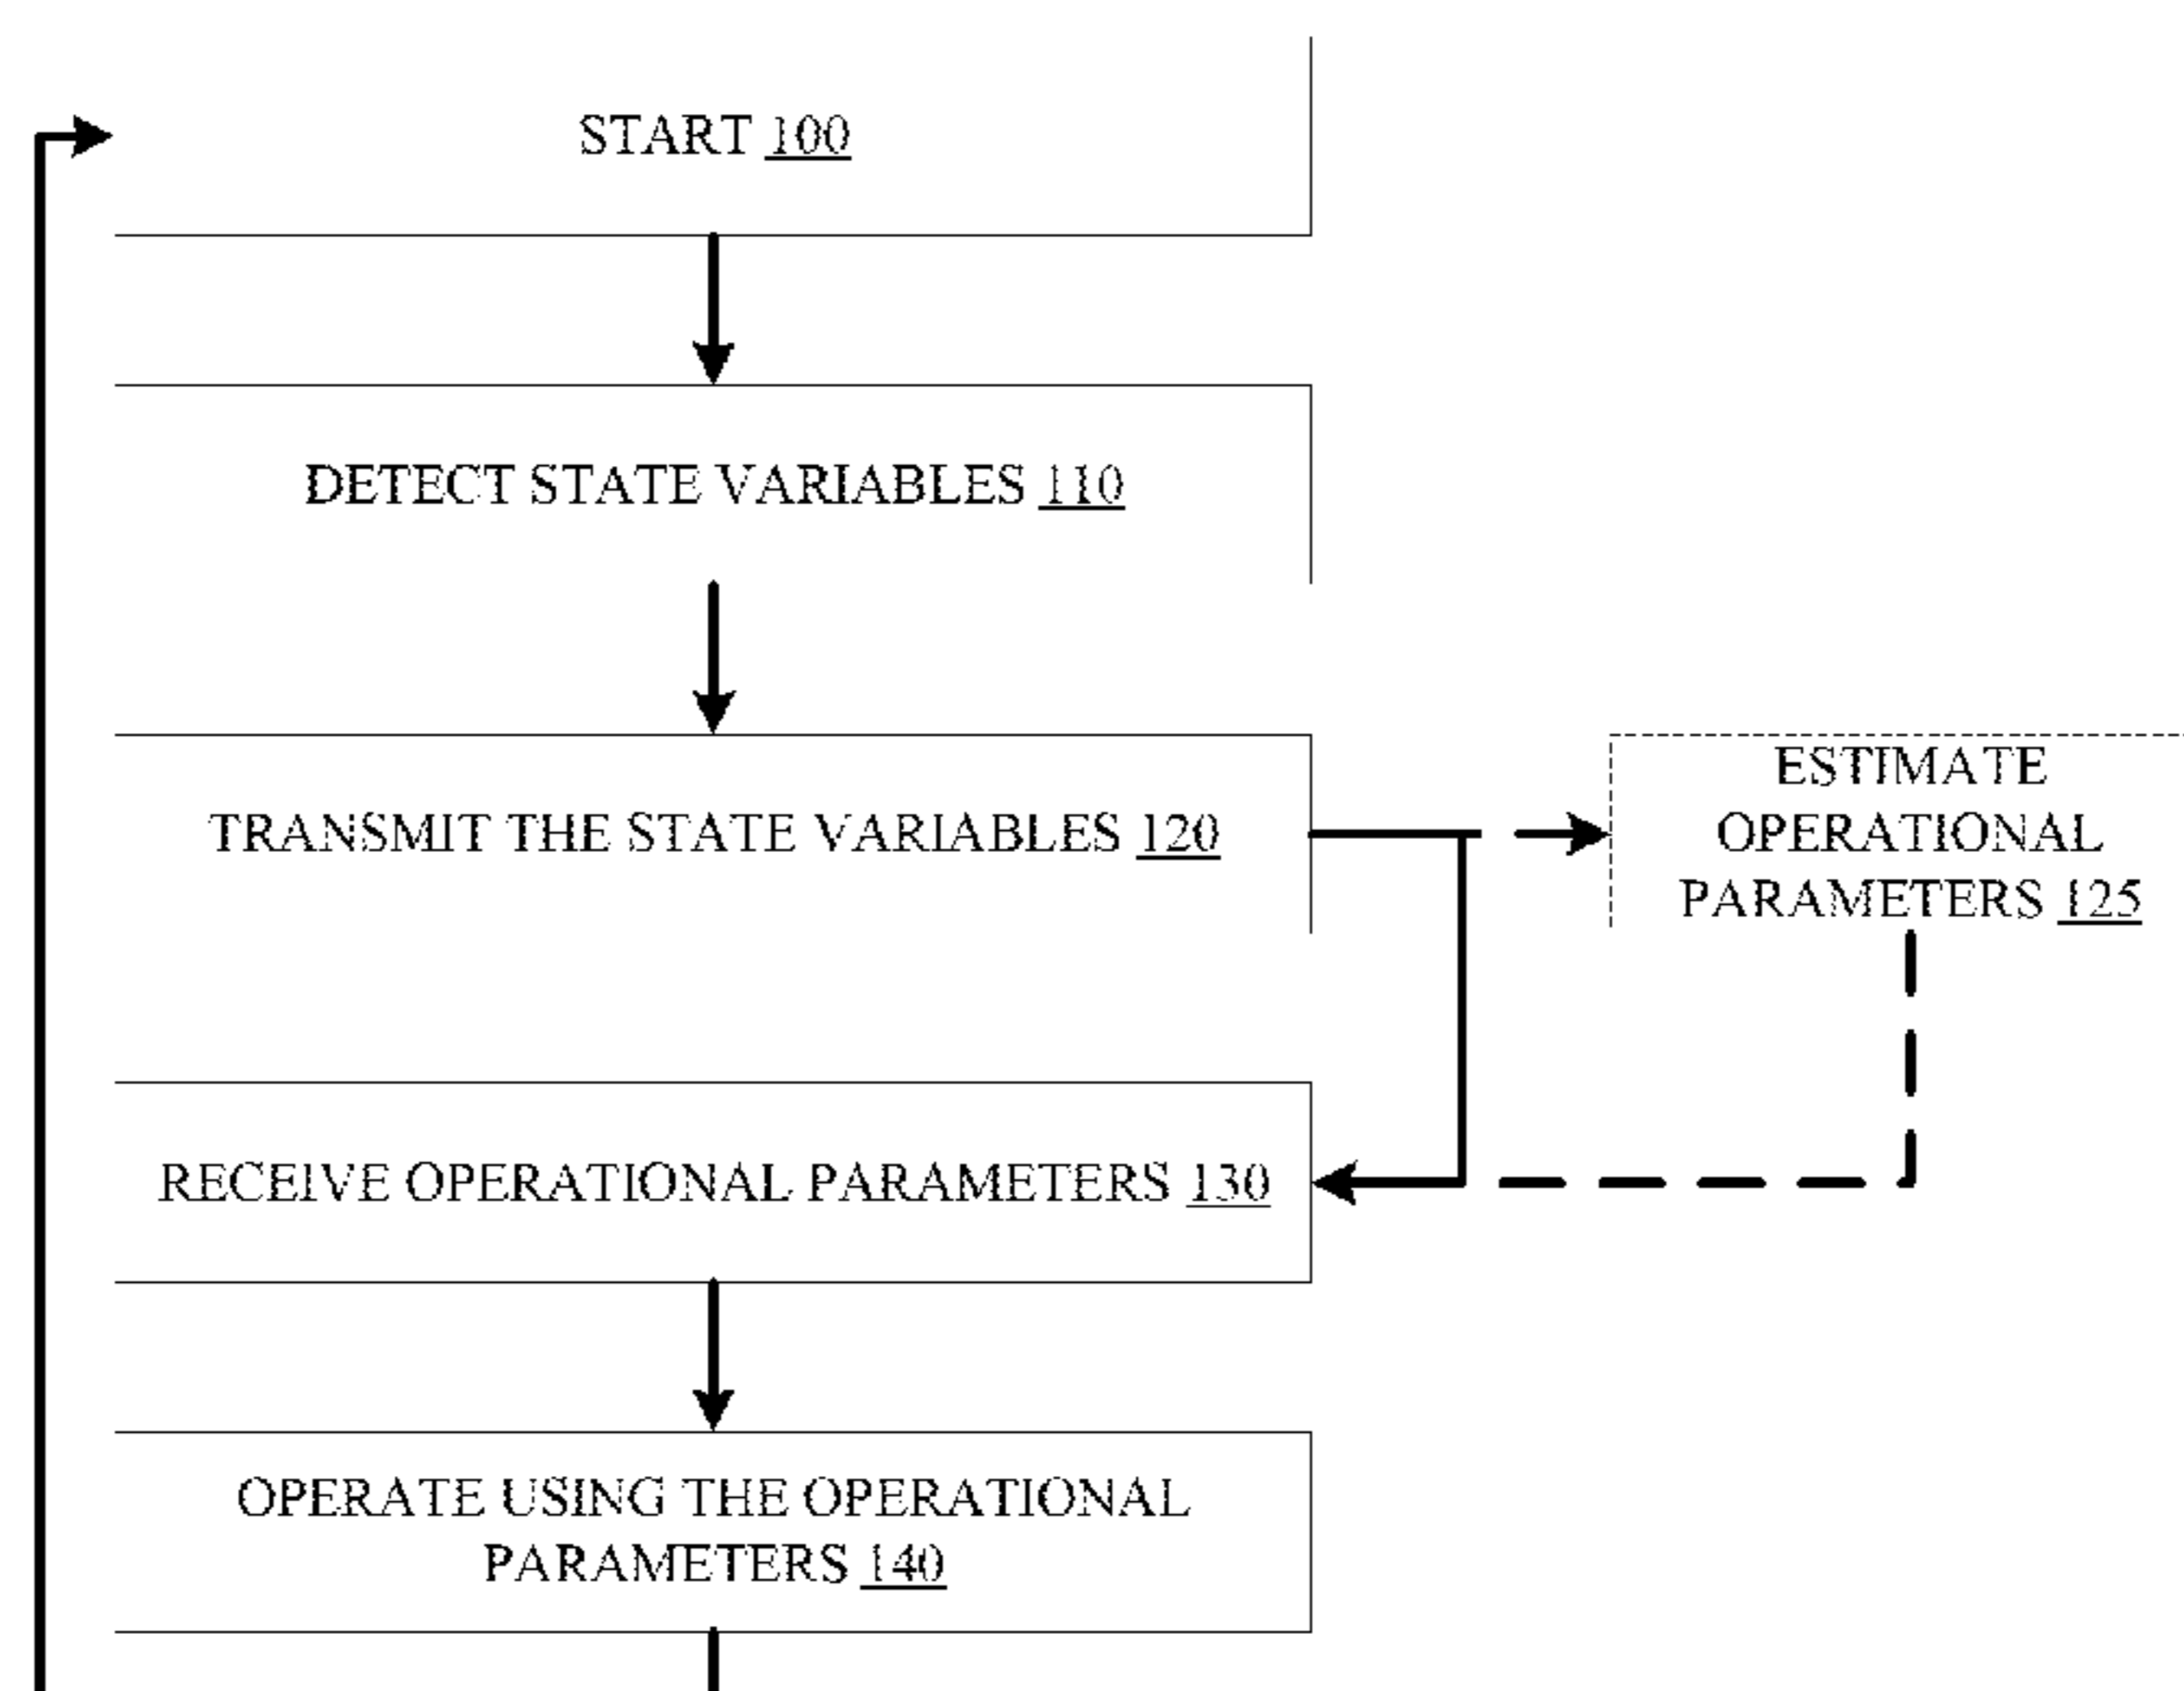 START 100
DETECT STATE VARIABLES 110
TRANSMIT THE STATE VARIABLES 120
ESTIMATE
OPERATIONAL
PARAMETERS 125
RECEIVE OPERATIONAL PARAMETERS 130
OPERATE USING THE OPERATIONAL
PARAMETERS 140